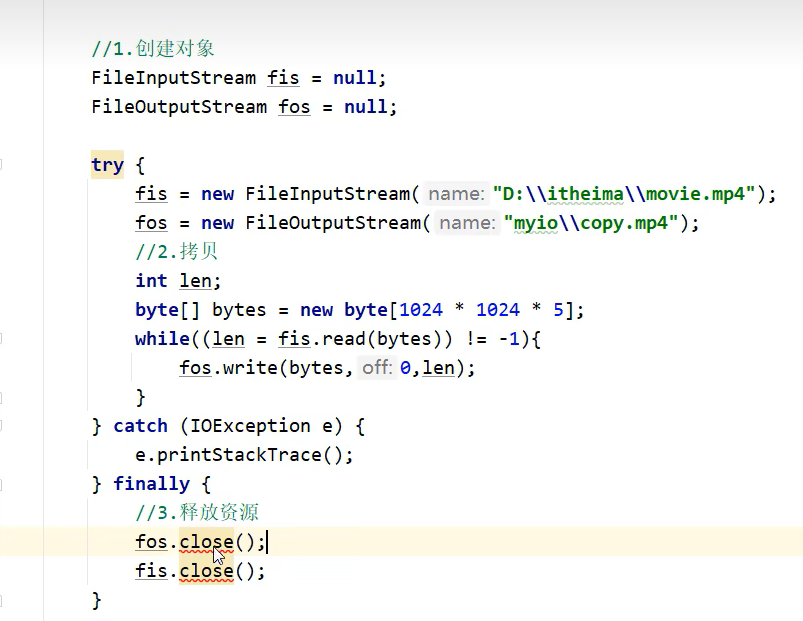 //1.创建对象
FileInputStream fis = null;
FileOutputStream fos = null;
try {
fis = new FileInputStream( name: "D:\\itheima\\movie.mp4");
fos = new FileOutputStream( name: "myio\\copy.mp4");
//2.拷贝
int len;
byte[] bytes = new byte[1024 * 1024 * 5];
while((len = fis.read(bytes)) != -1){
fos.write(bytes, off: 0,len);
}
} catch (IOException e) {
e.printStackTrace();
} finally {
//3.释放资源
fos.close();
fis.close();
}